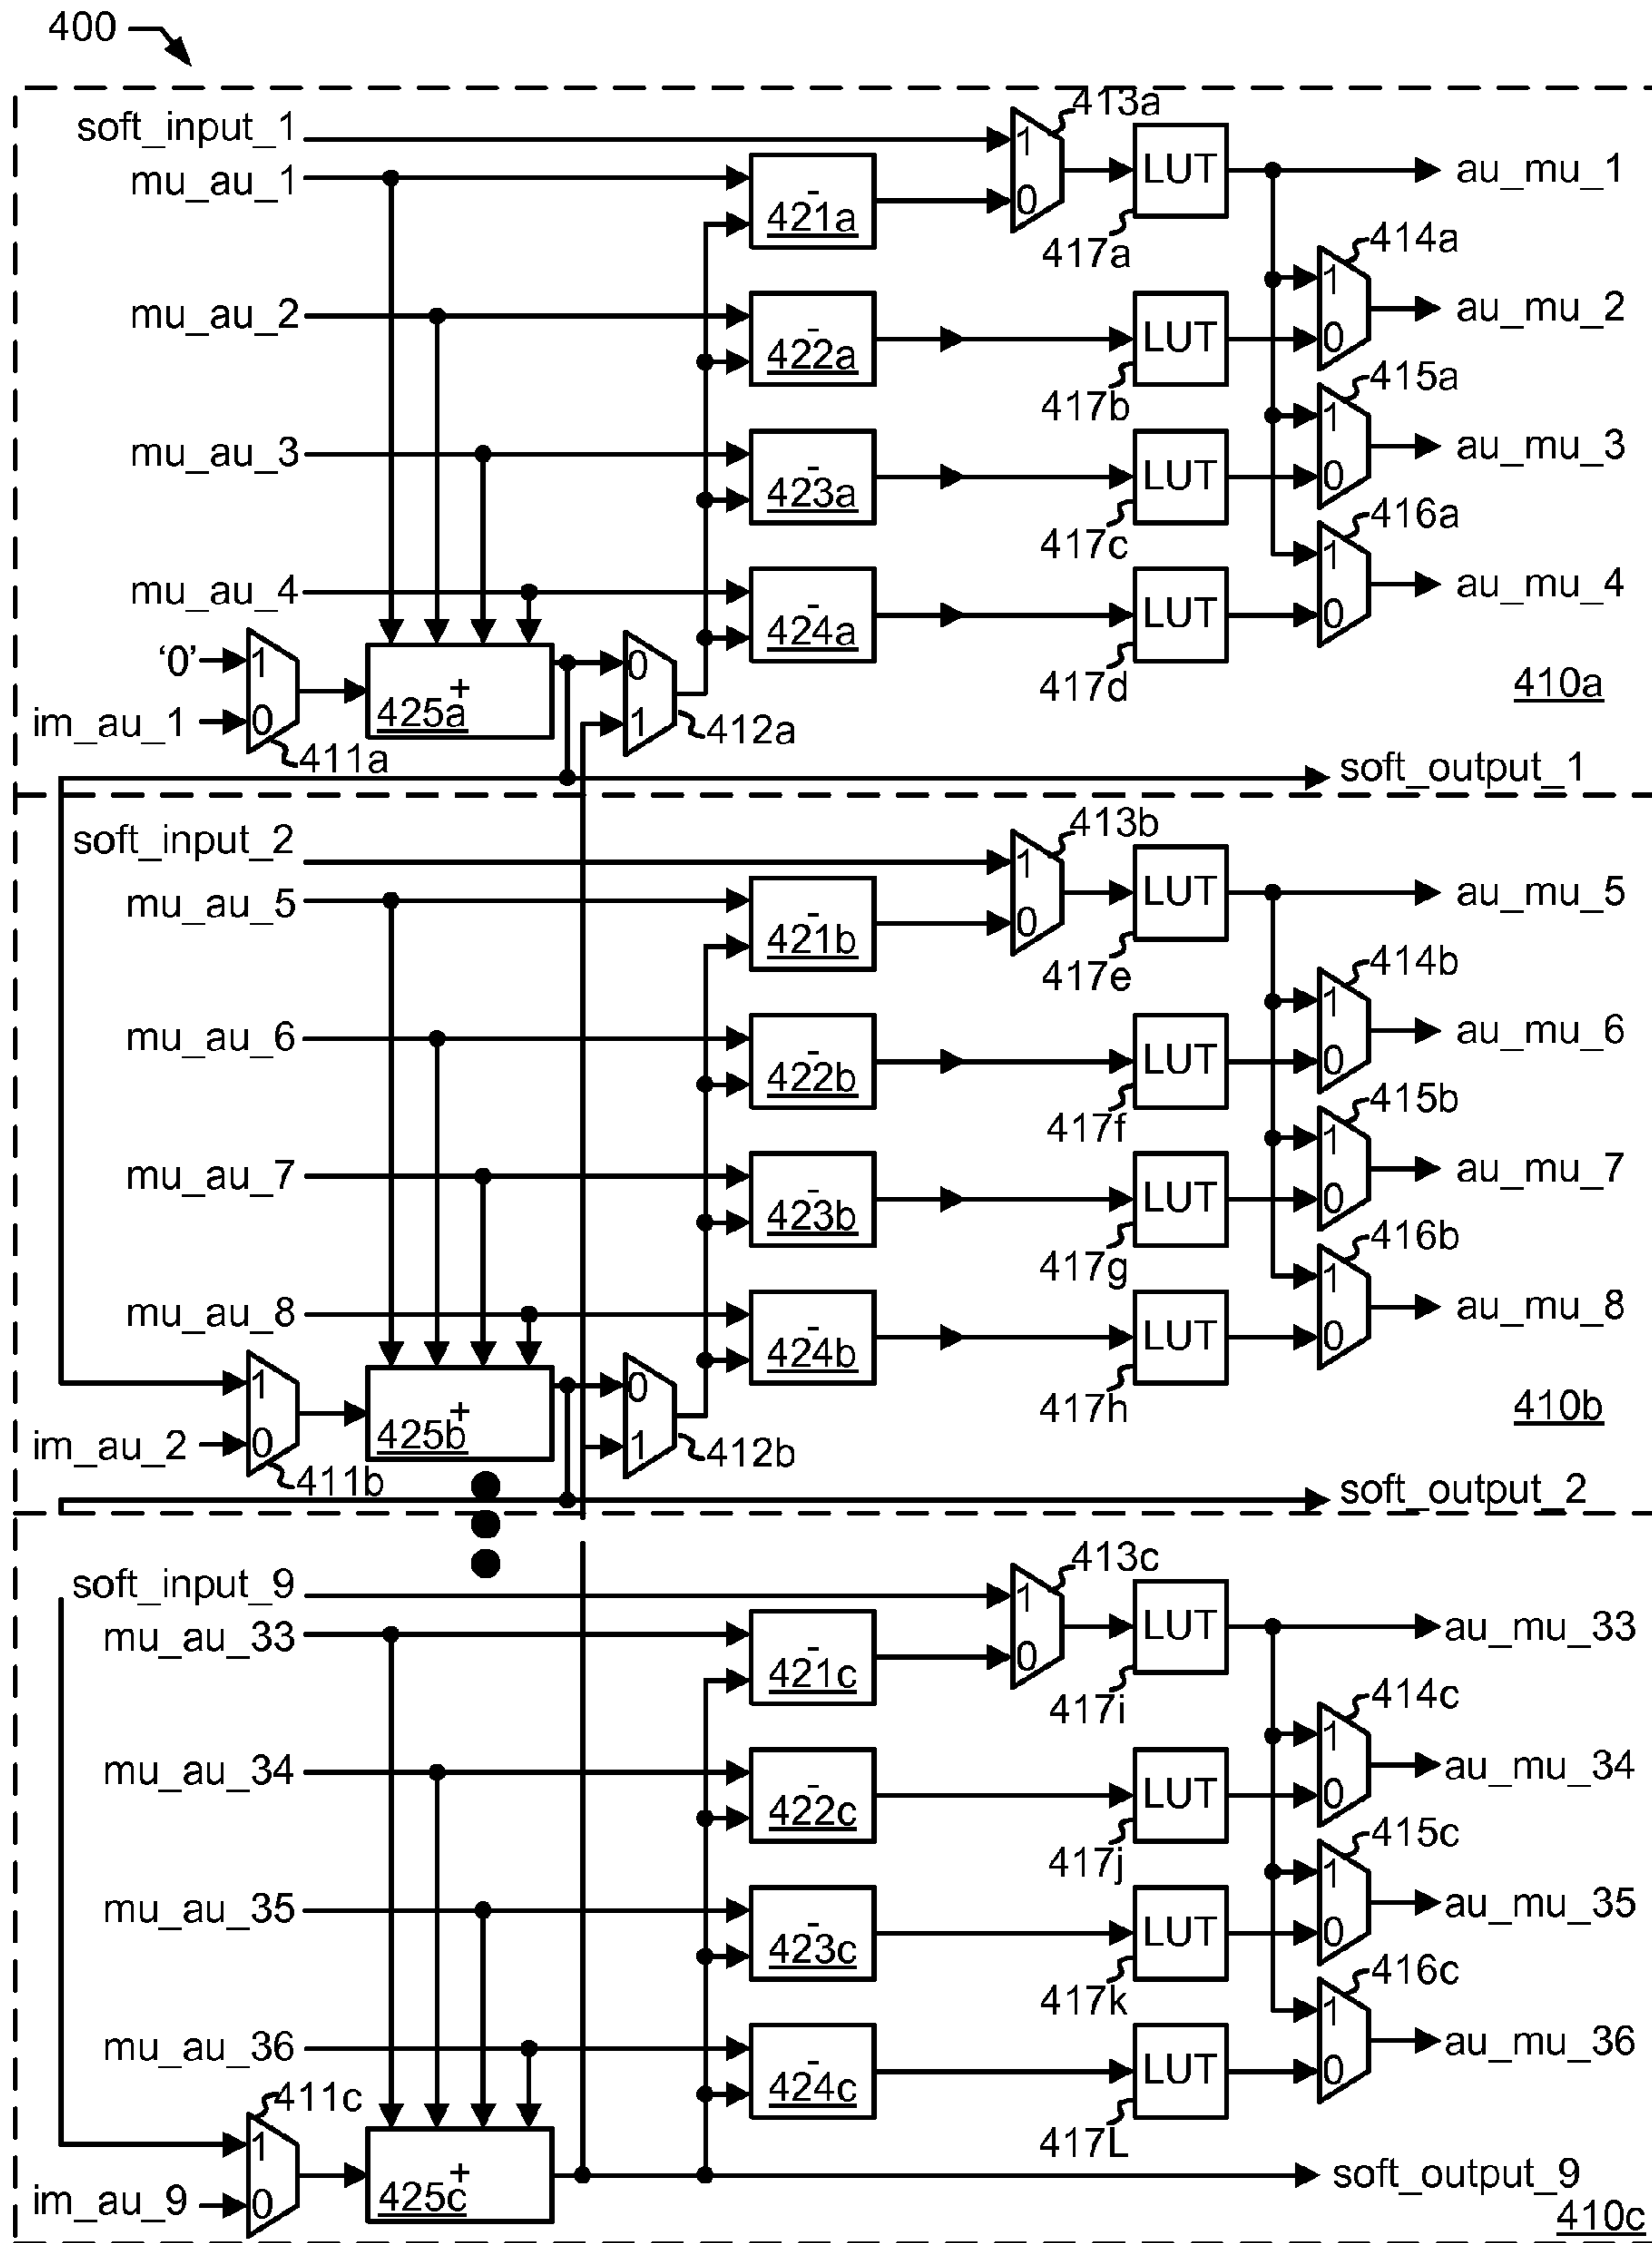 400
soft_input_1
413a
1
LUT
au_mu_1
mu_au_1
-
421a
0
417a
414a
1
mu_au_2
-
422a
LUT
0
au_mu_2
417b
415a
1
mu_au_3
-
423a
LUT
0
au_mu_3
417c
416a
1
mu_au_4
-
424a
LUT
0
au_mu_4
417d
'0'
1
+
425a
0
410a
im_au_1
0
411a
1
412a
soft_output_1
soft_input_2
413b
1
LUT
au_mu_5
mu_au_5
-
421b
0
417e
414b
1
mu_au_6
-
422b
LUT
0
au_mu_6
417f
415b
1
mu_au_7
-
423b
LUT
0
au_mu_7
417g
416b
1
mu_au_8
-
424b
LUT
0
au_mu_8
417h
1
+
425b
0
410b
im_au_2
0
411b
1
412b
soft_output_2
soft_input_9
413c
1
LUT
au_mu_33
mu_au_33
-
421c
0
417i
414c
1
mu_au_34
-
422c
LUT
0
au_mu_34
417j
415c
1
mu_au_35
-
423c
LUT
0
au_mu_35
417k
416c
1
mu_au_36
-
424c
LUT
0
au_mu_36
417L
411c
1
+
425c
im_au_9
0
soft_output_9
410c